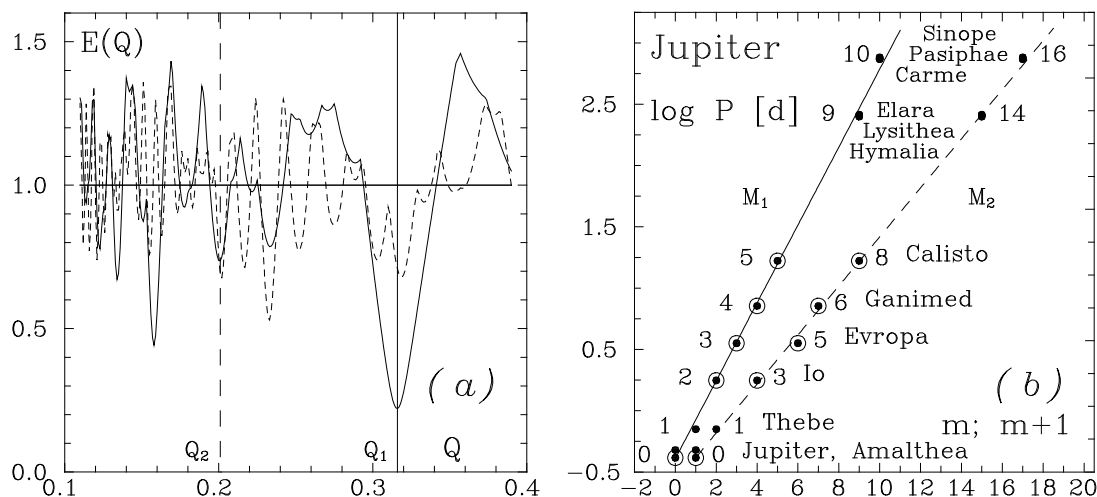 1.5
E(Q)
1.0
0.5
0.0
Q₂
Q₁
Q
(a)
0.1
0.2
0.3
0.4
Jupiter
log P [d]
10
Sinope
Pasiphae
16
Carme
2.5
9
Elara
14
Lysithea
Hymalia
M₁
M₂
1.5
5
8 Calisto
4
6 Ganimed
3
5 Evropa
0.5
2
3 Io
(b)
1
1 Thebe
m; m+1
0
0 Jupiter, Amalthea
−0.5
−2 0 2 4 6 8 10 12 14 16 18 20